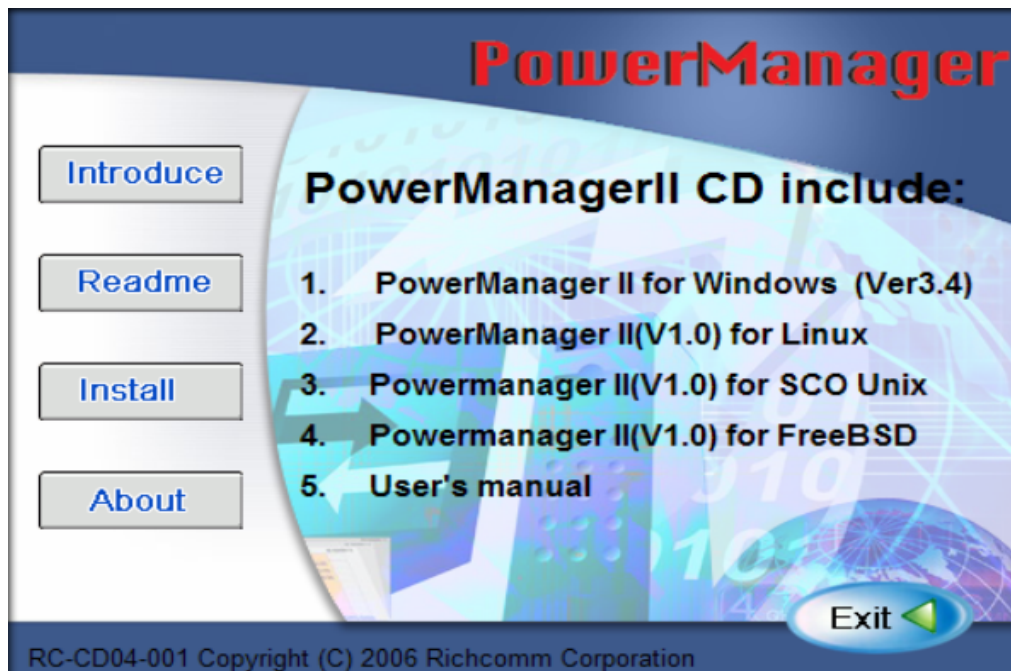 PowerManager
Introduce
Readme
Install
About
PowerManagerII CD include:
1. PowerManager II for Windows (Ver3.4)
2. PowerManager II(V1.0) for Linux
3. Powermanager II(V1.0) for SCO Unix
4. Powermanager II(V1.0) for FreeBSD
5. User's manual
Exit
RC-CD04-001 Copyright (C) 2006 Richcomm Corporation